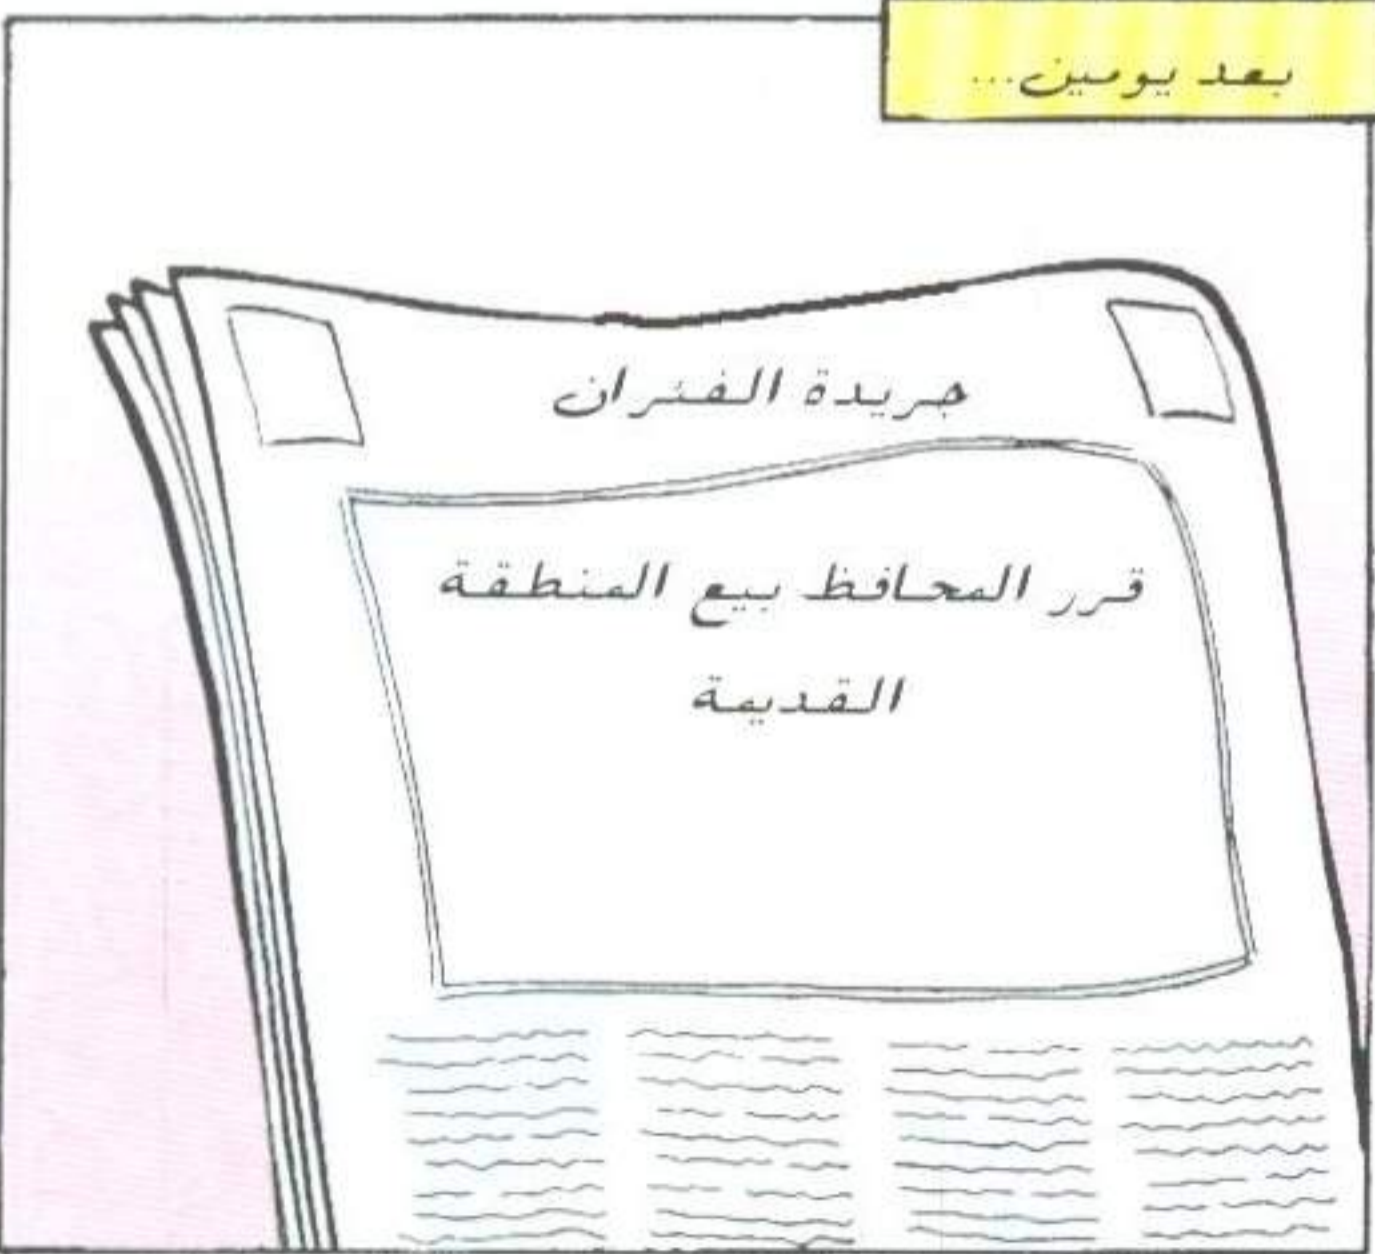 بعد يومين...
جريدة الفئران
قرر المحافظ بيع المنطقة
القديمة